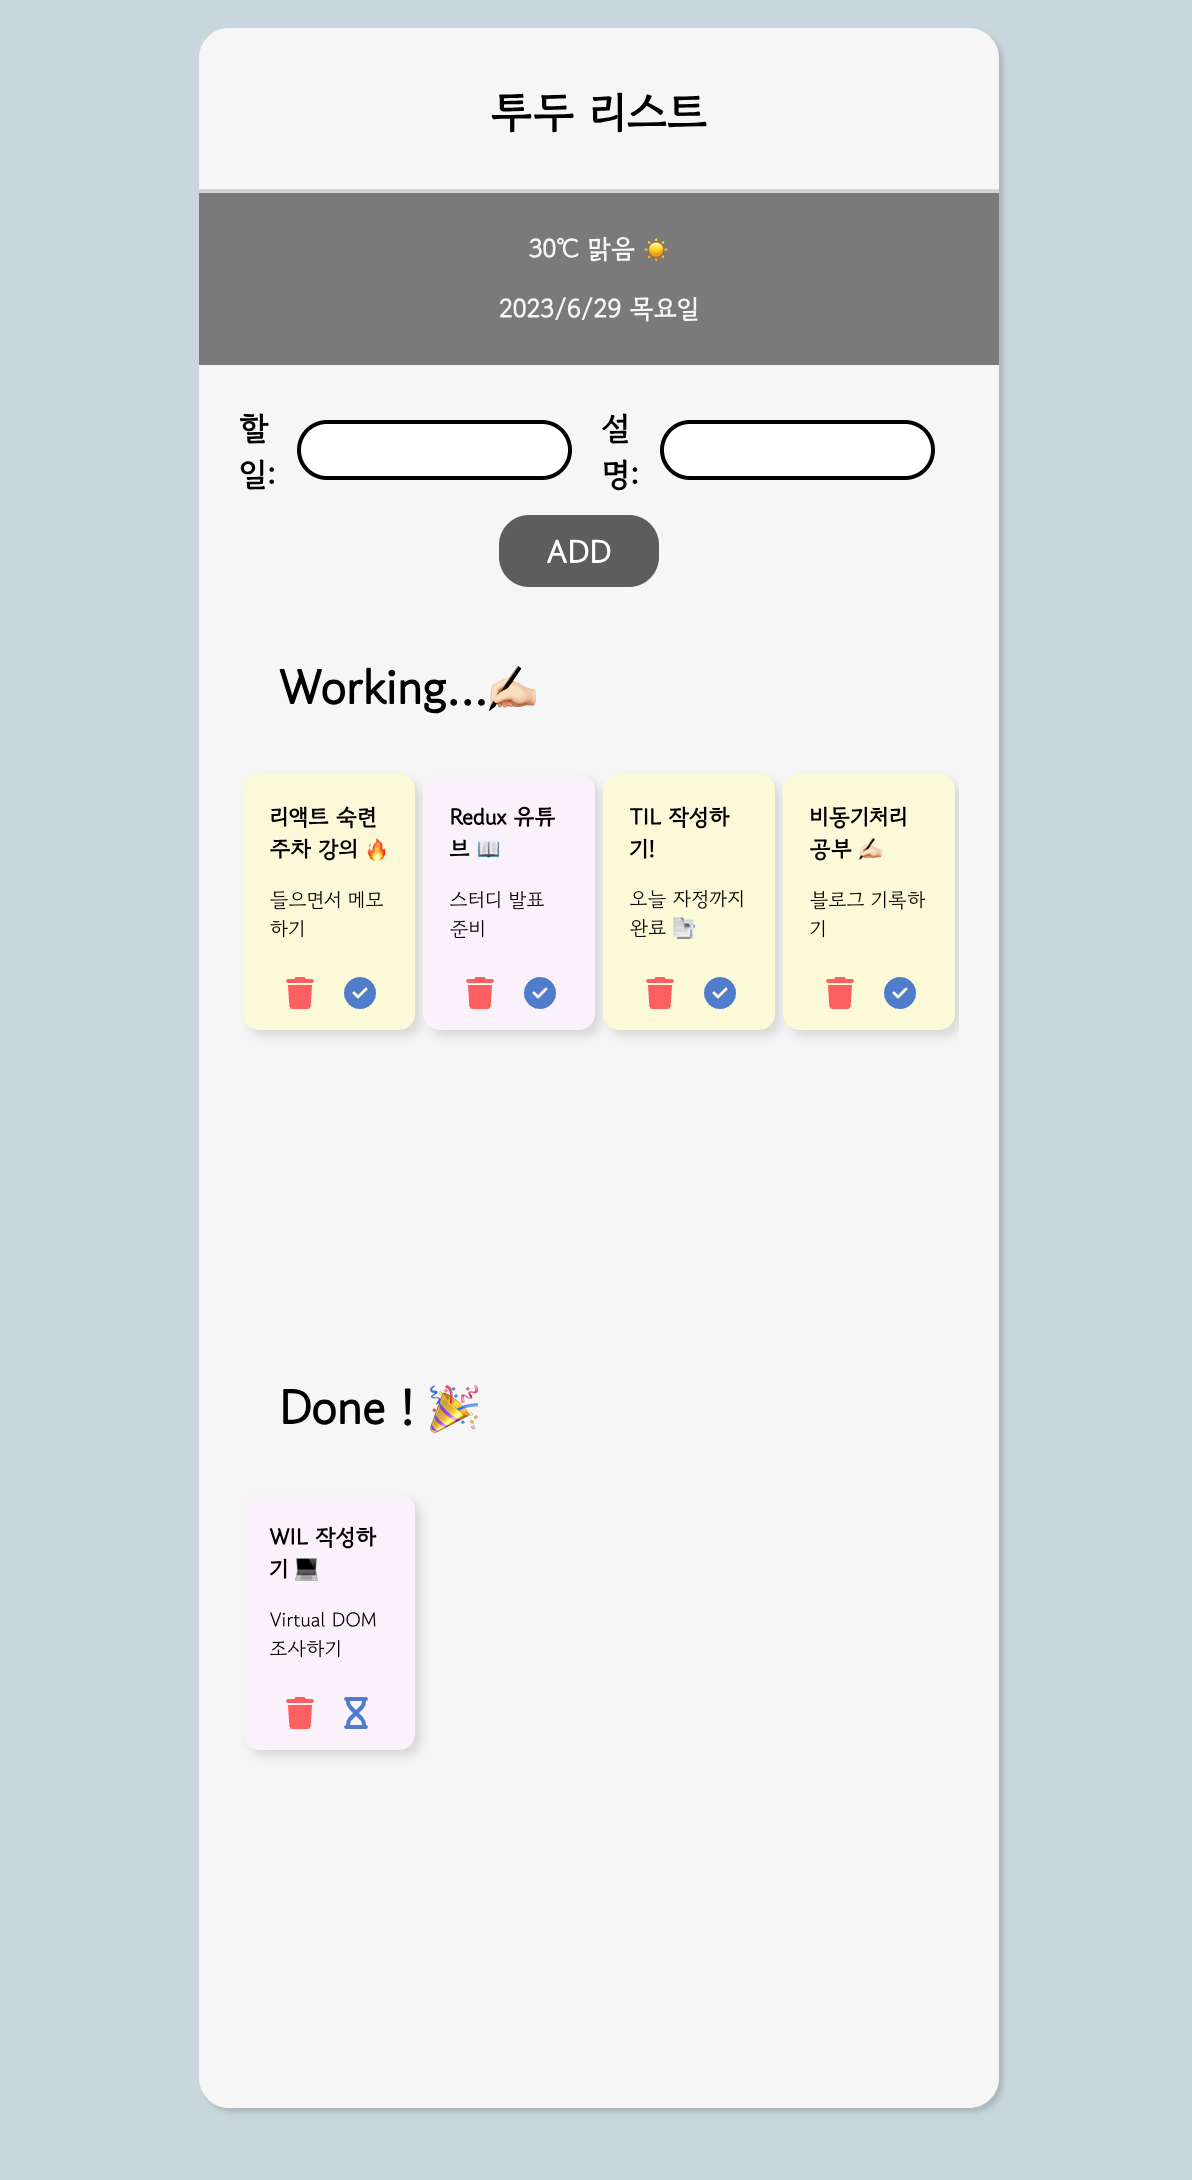 투두 리스트
30℃ 맑음 ☀️
2023/6/29 목요일
할
일:
설
명:
ADD
Working...✍🏻
리액트 숙련
주차 강의 🔥
들으면서 메모
하기
Redux 유튜
브 📖
스터디 발표
준비
TIL 작성하
기!
오늘 자정까지
완료 📑
비동기처리
공부 ✍🏻
블로그 기록하
기
Done ! 🎉
WIL 작성하
기 💻
Virtual DOM
조사하기